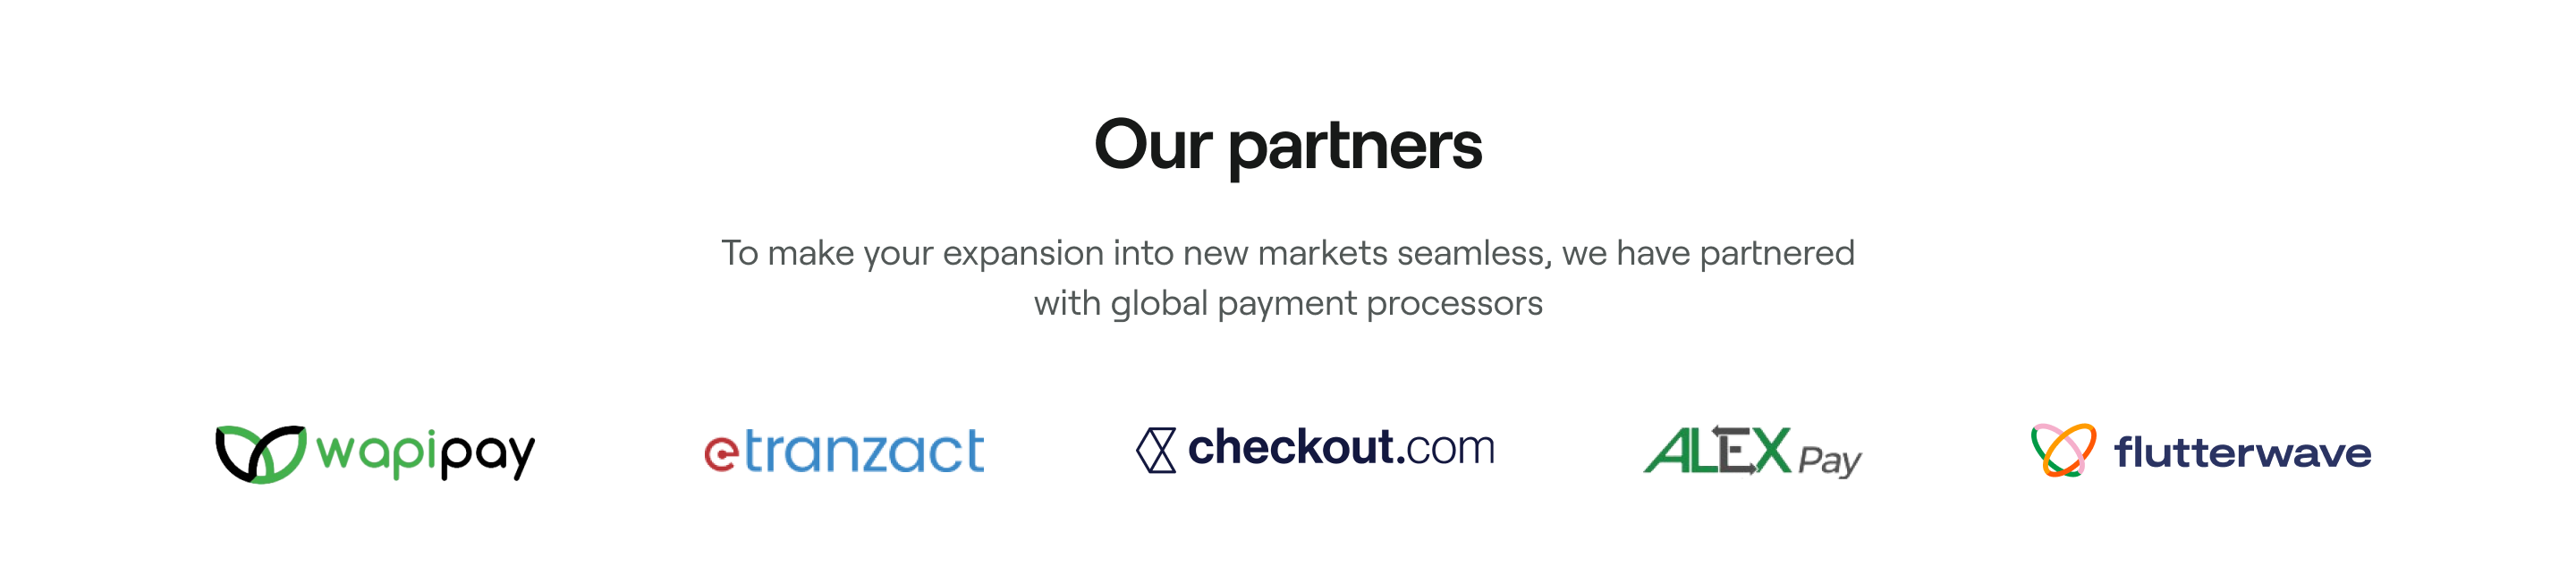 Our partners
To make your expansion into new markets seamless, we have partnered
with global payment processors
wapipay
etranzact
checkout.com
ALEX Pay
flutterwave